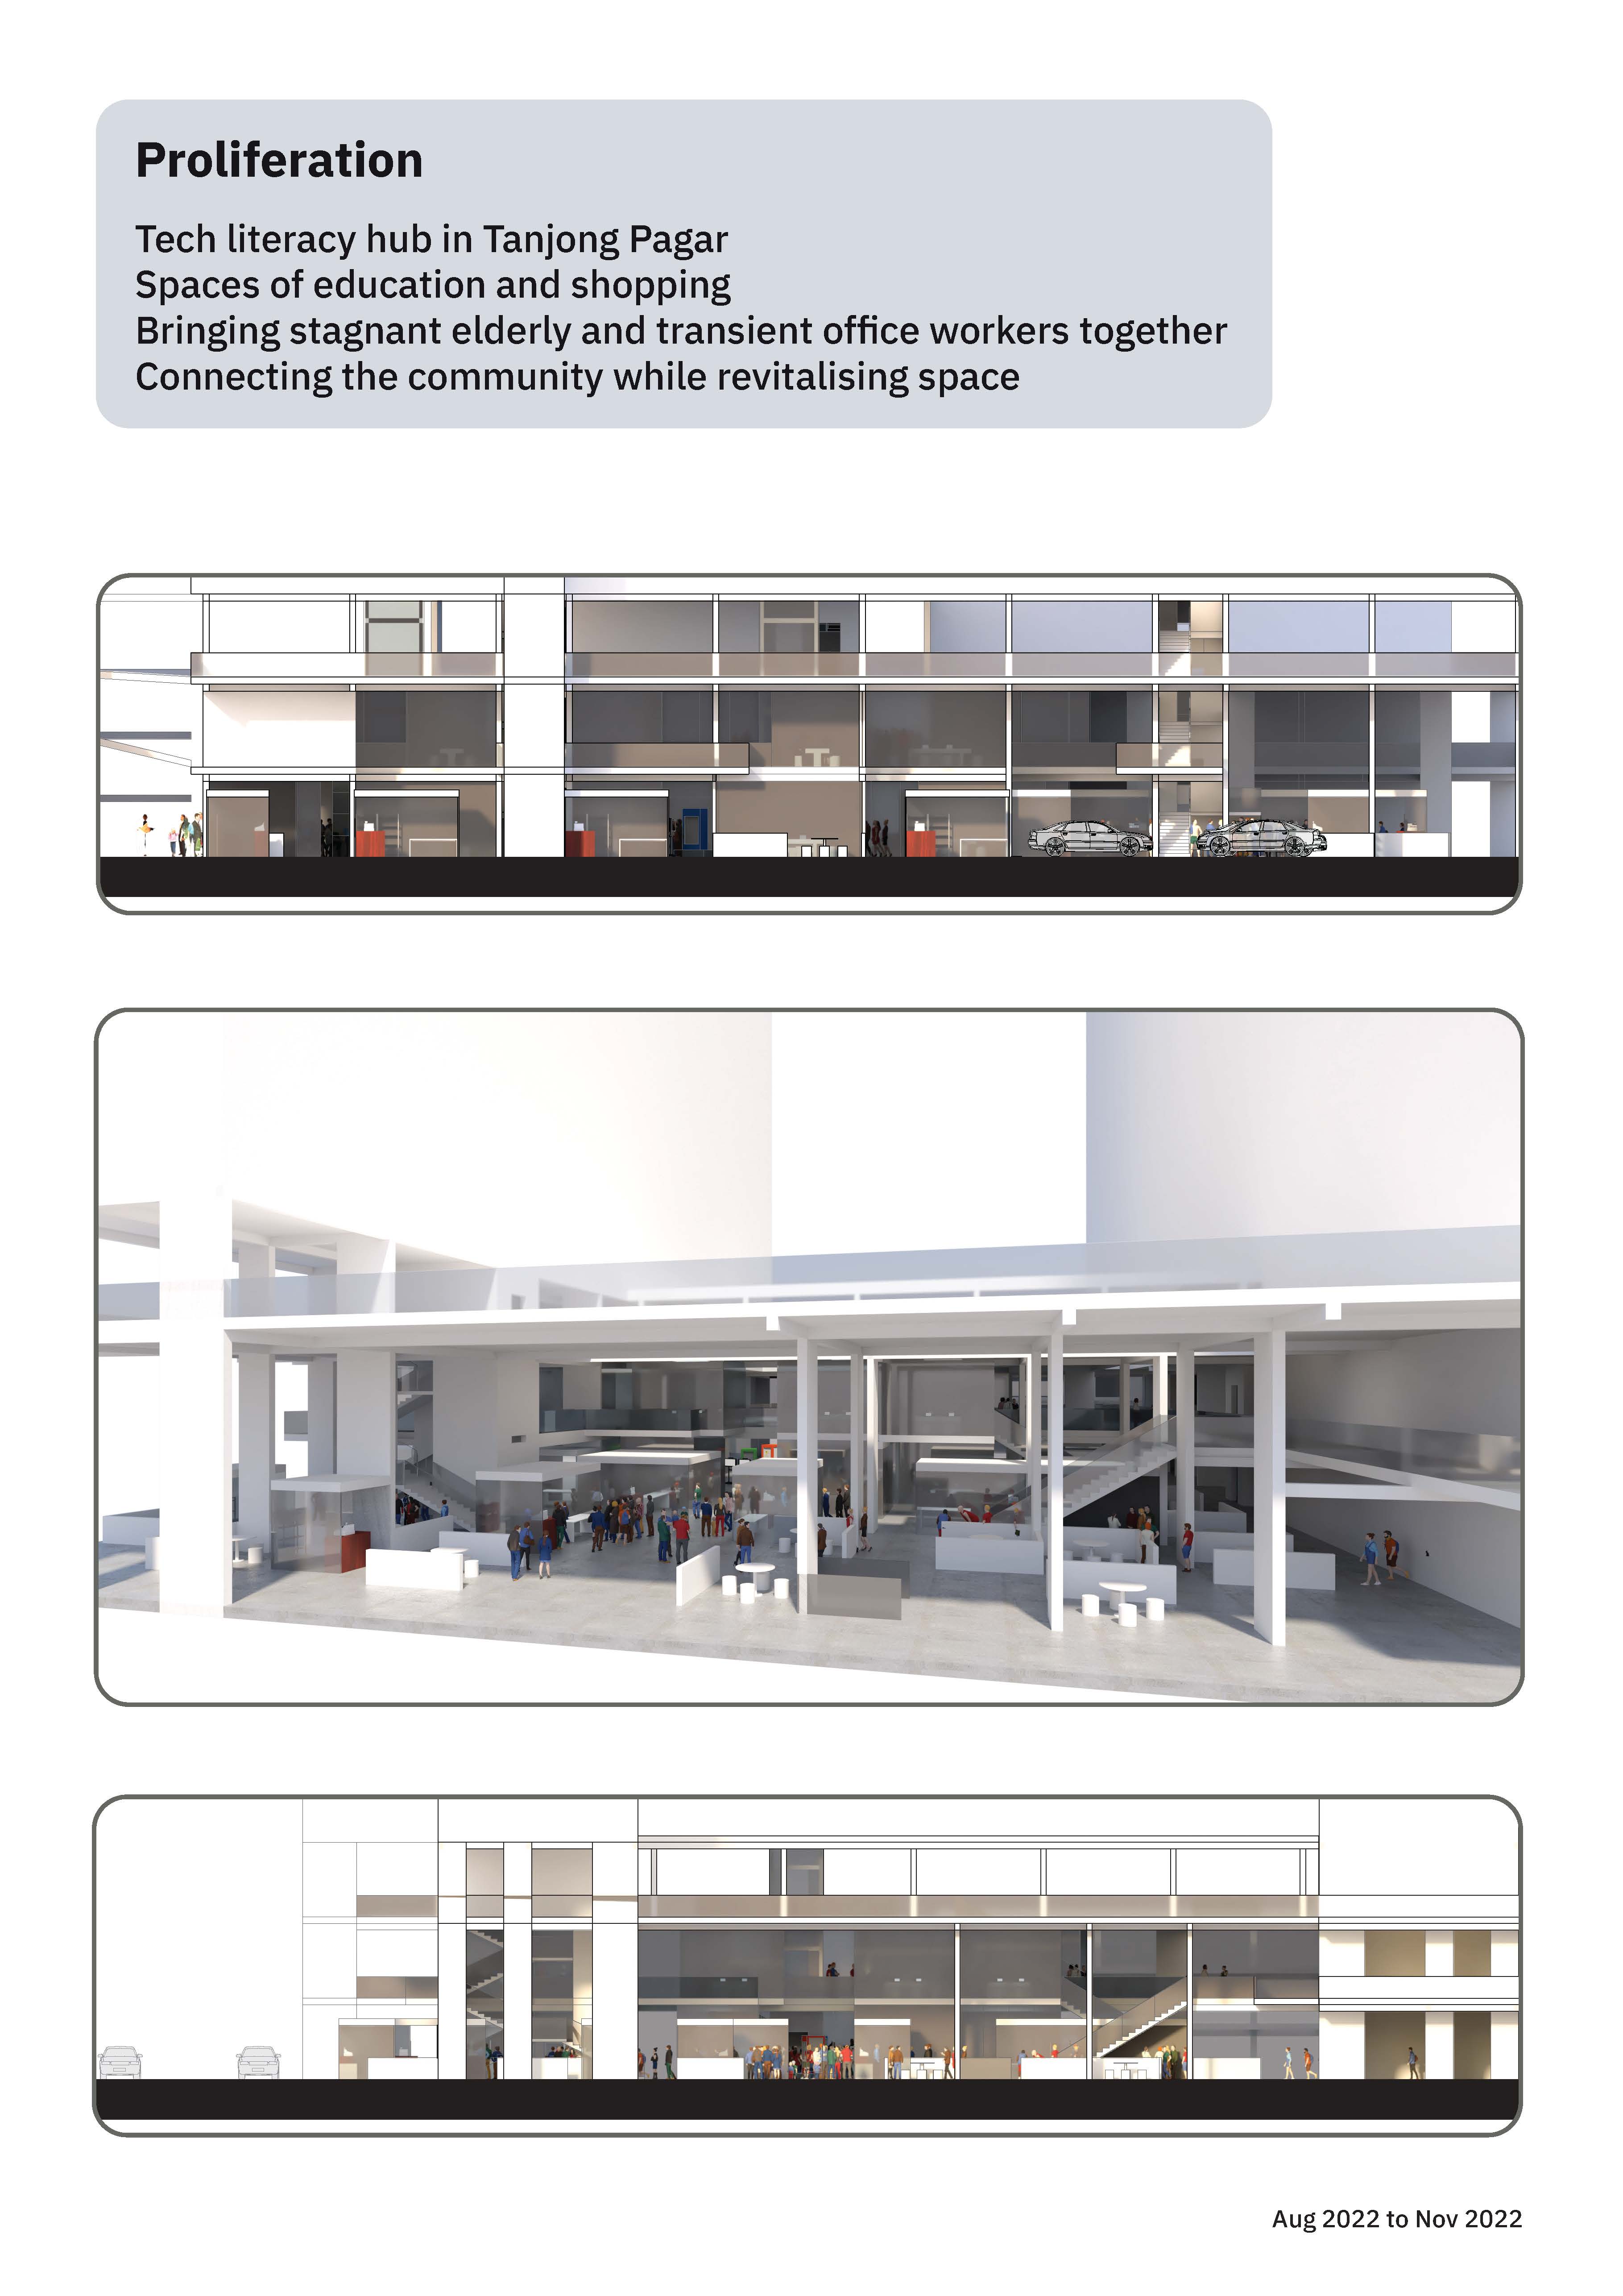 Proliferation
Tech literacy hub in Tanjong Pagar
Spaces of education and shopping
Bringing stagnant elderly and transient office workers together
Connecting the community while revitalising space
Aug 2022 to Nov 2022